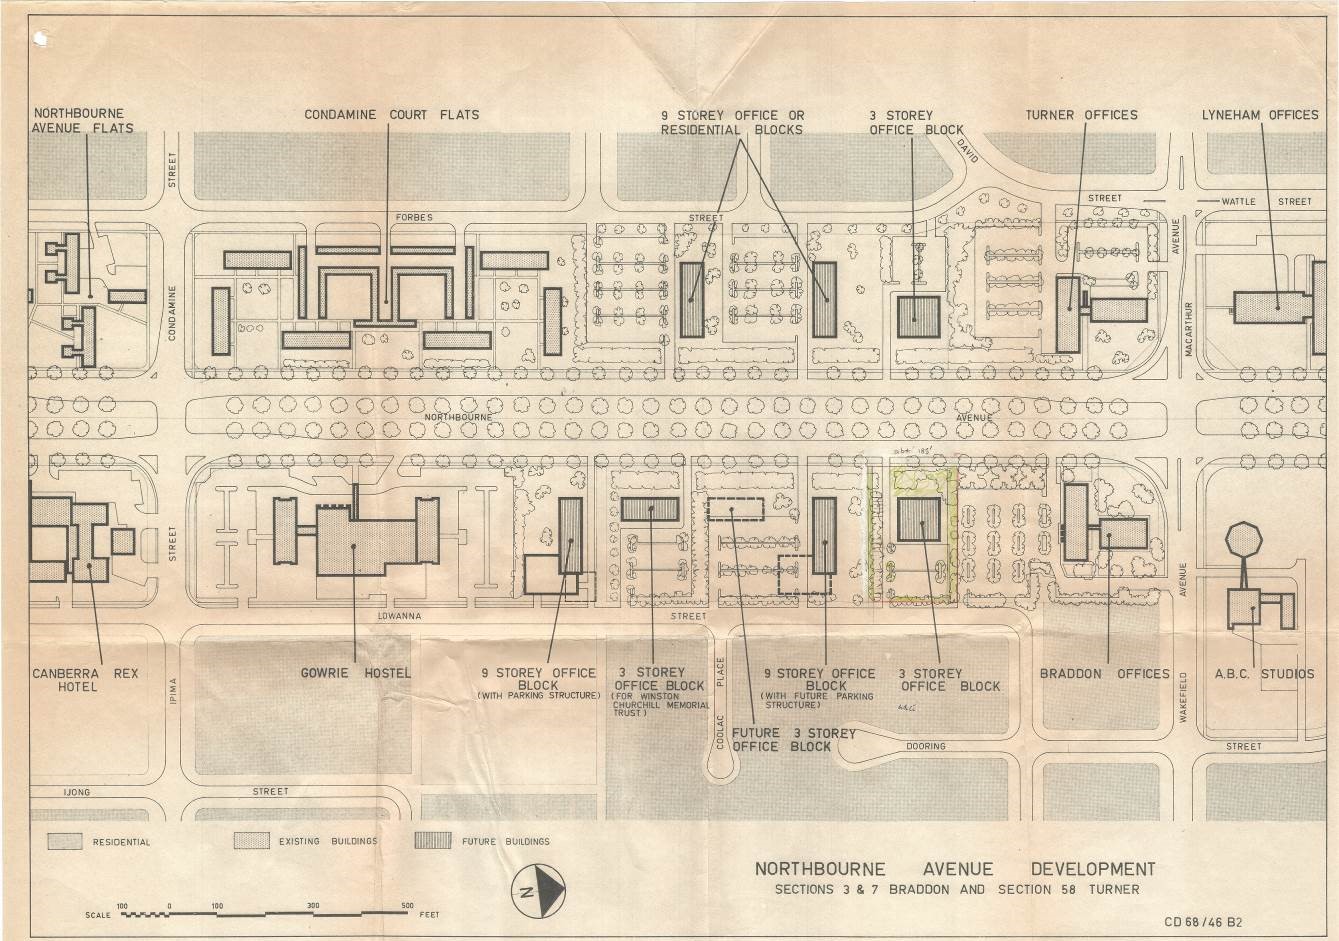 NORTHBOURNE
AVENUE FLATS
CONDAMINE COURT FLATS
9 STOREY OFFICE OR
RESIDENTIAL BLOCKS
3 STOREY
OFFICE BLOCK
TURNER OFFICES
LYNEHAM OFFICES
STREET
DAVID
STREET
WATTLE STREET
FORBES
STREET
AVENUE
CONDAMINE
MACARTHUR
NORTHBOURNE
AVENUE
STREET
AVENUE
LOWANNA
STREET
CANBERRA REX
HOTEL
GOWRIE HOSTEL
9 STOREY OFFICE
BLOCK
(WITH PARKING STRUCTURE)
3 STOREY
OFFICE BLOCK
(FOR WINSTON
CHURCHILL MEMORIAL
TRUST)
9 STOREY OFFICE
BLOCK
(WITH FUTURE PARKING
STRUCTURE)
3 STOREY
OFFICE BLOCK
BRADDON OFFICES
A.B.C. STUDIOS
IPIMA
COOLAC PLACE
WAKEFIELD
FUTURE 3 STOREY
OFFICE BLOCK
DOORING
STREET
IJONG
STREET
RESIDENTIAL
EXISTING BUILDINGS
FUTURE BUILDINGS
N
NORTHBOURNE AVENUE DEVELOPMENT
SECTIONS 3 & 7 BRADDON AND SECTION 58 TURNER
SCALE 100 0 100 300 500 FEET
CD 68/46 B2